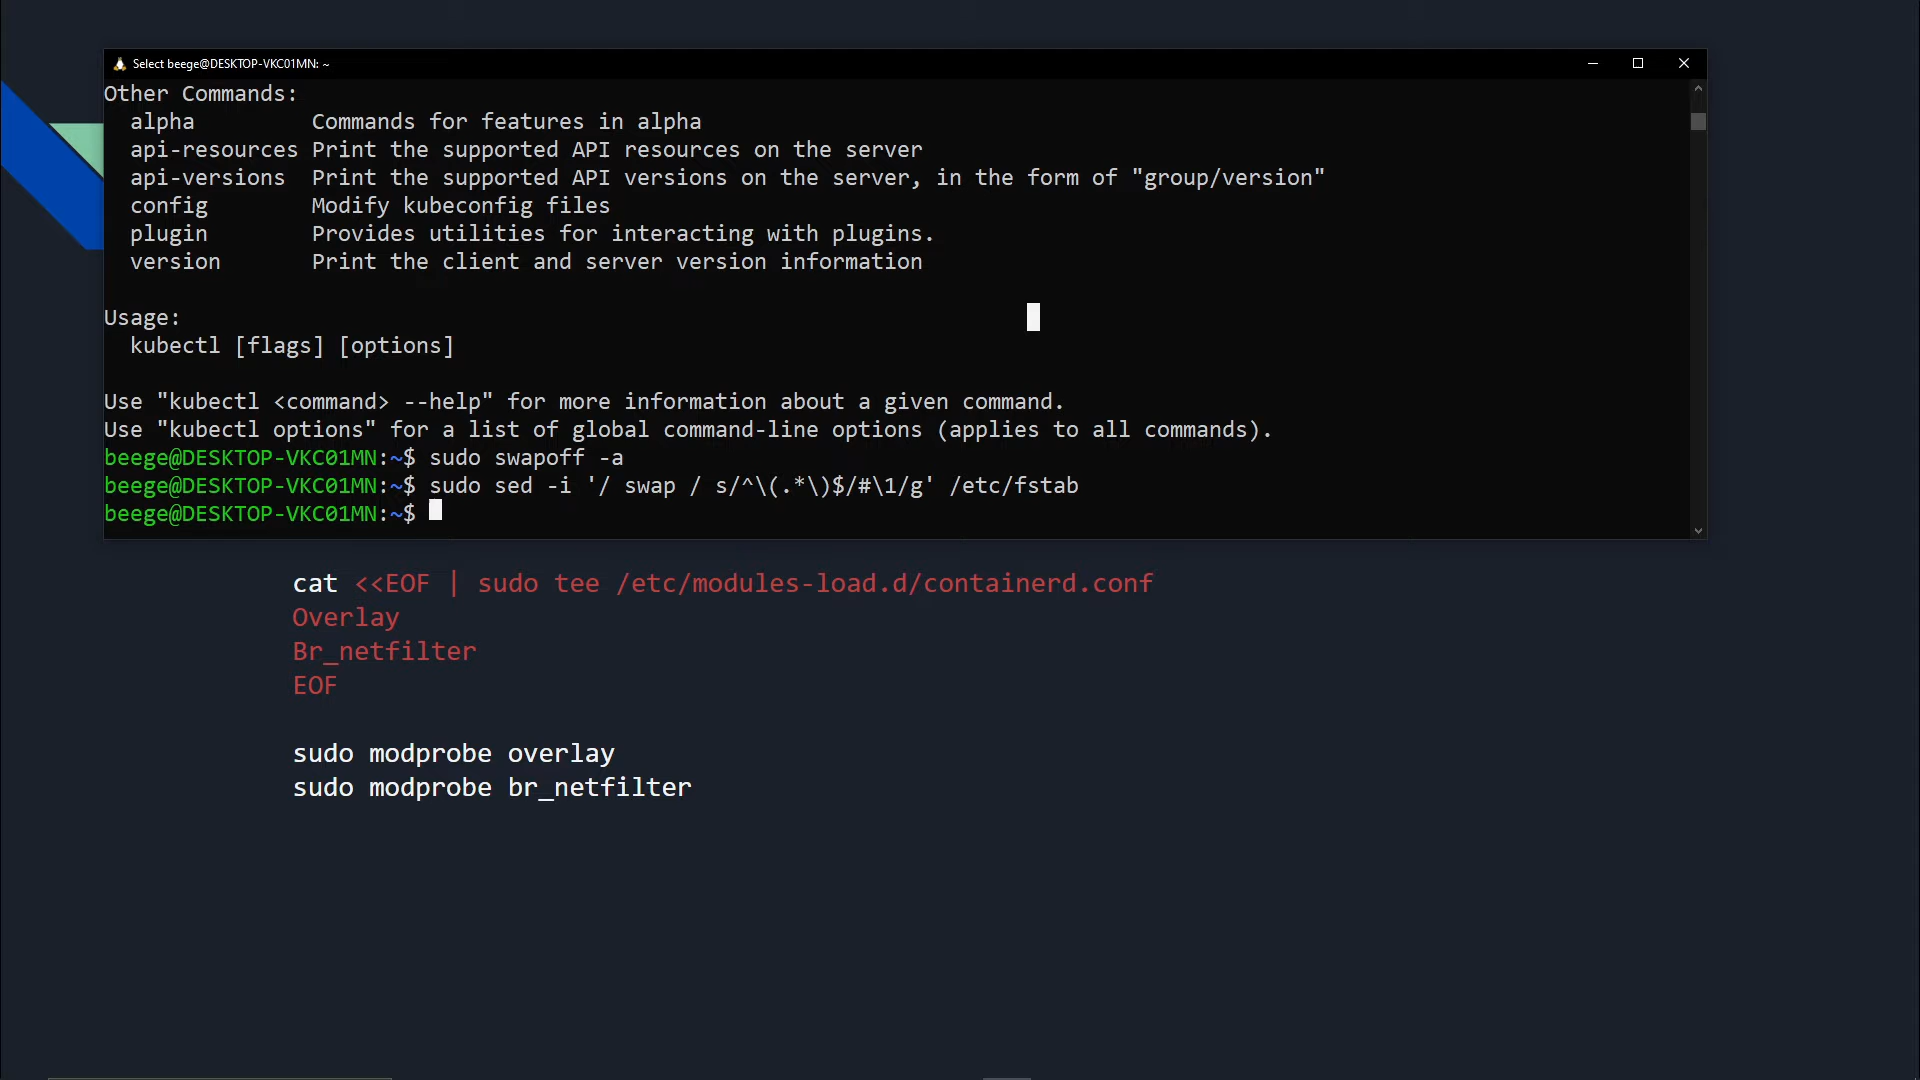 Select beege@DESKTOP-VKC01MN: ~
Other Commands:
alpha Commands for features in alpha
api-resources Print the supported API resources on the server
api-versions Print the supported API versions on the server, in the form of "group/version"
config Modify kubeconfig files
plugin Provides utilities for interacting with plugins.
version Print the client and server version information
Usage:
kubectl [flags] [options]
Use "kubectl <command> --help" for more information about a given command.
Use "kubectl options" for a list of global command-line options (applies to all commands).
beege@DESKTOP-VKC01MN:~$ sudo swapoff -a
beege@DESKTOP-VKC01MN:~$ sudo sed -i '/ swap / s/^\(.*\)$/#\1/g' /etc/fstab
beege@DESKTOP-VKC01MN:~$
cat <<EOF | sudo tee /etc/modules-load.d/containerd.conf
Overlay
Br_netfilter
EOF
sudo modprobe overlay
sudo modprobe br_netfilter